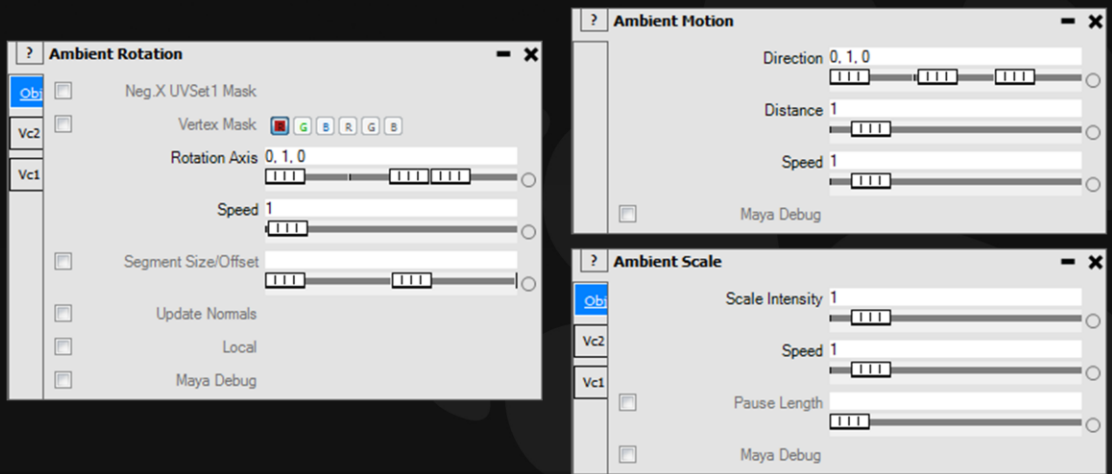 ? Ambient Rotation
Obj
Vc2
Vc1
Neg.X UVSet1 Mask
Vertex Mask R G B R G B
Rotation Axis 0, 1, 0
Speed 1
Segment Size/Offset
Update Normals
Local
Maya Debug
? Ambient Motion
Direction 0, 1, 0
Distance 1
Speed 1
Maya Debug
? Ambient Scale
Obj
Vc2
Vc1
Scale Intensity 1
Speed 1
Pause Length
Maya Debug